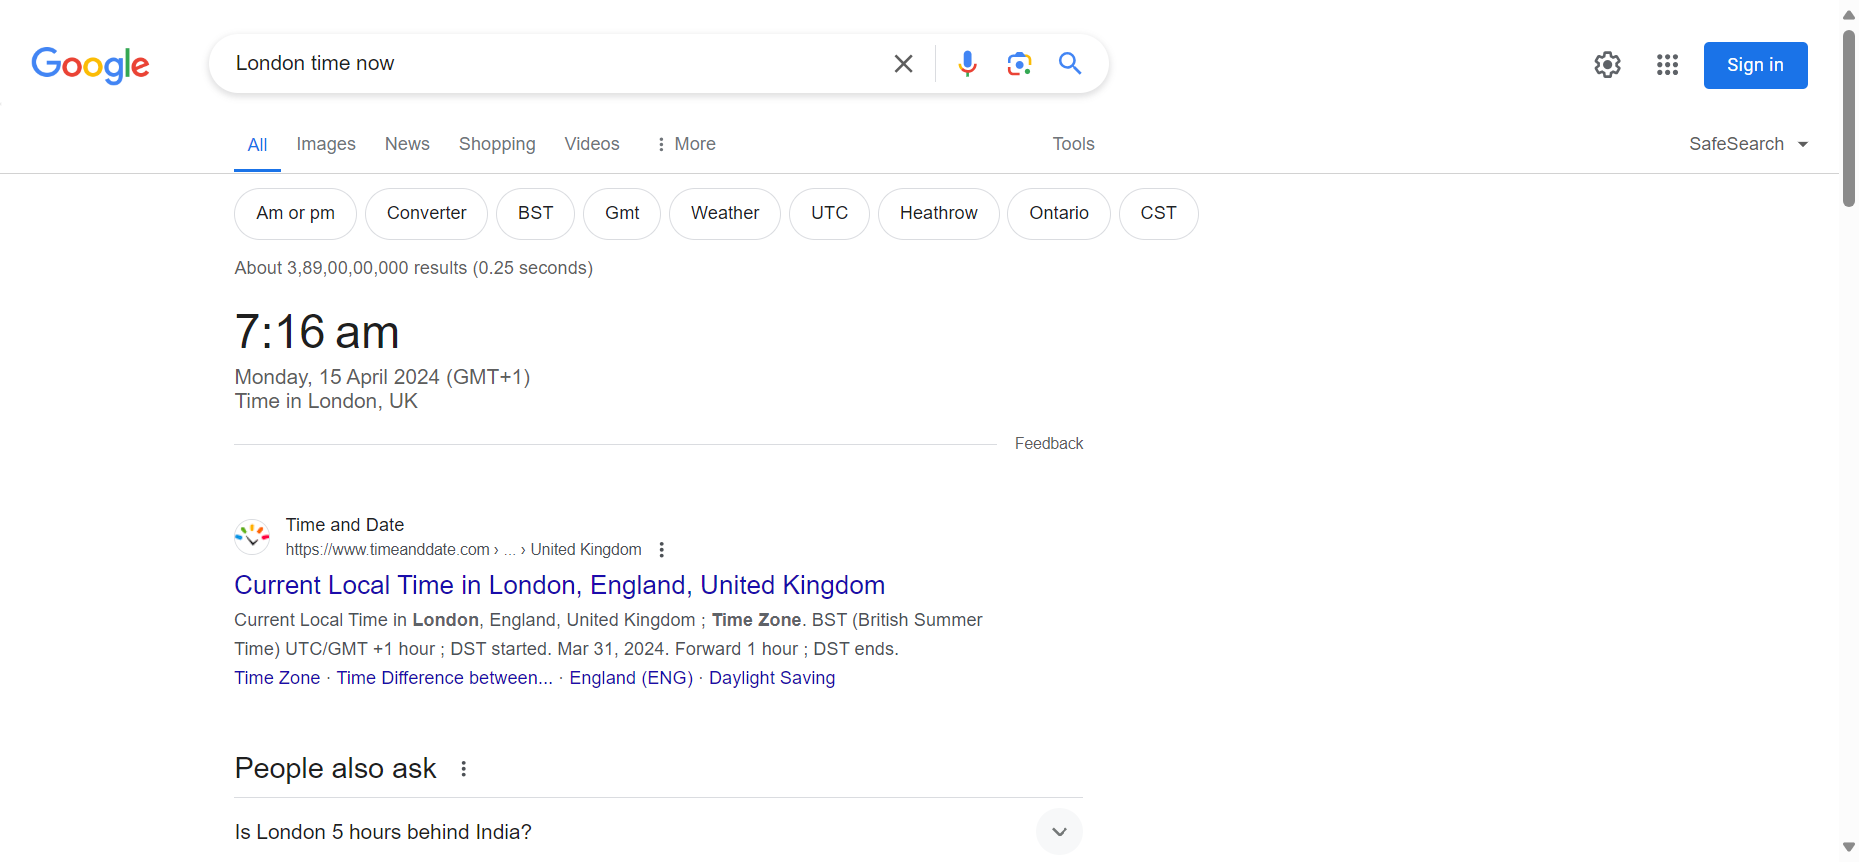 Google
London time now
Sign in
All Images News Shopping Videos More Tools SafeSearch
Am or pm Converter BST Gmt Weather UTC Heathrow Ontario CST
About 3,89,00,00,000 results (0.25 seconds)
7:16 am
Monday, 15 April 2024 (GMT+1)
Time in London, UK
Feedback
Time and Date
https://www.timeanddate.com › ... › United Kingdom
Current Local Time in London, England, United Kingdom
Current Local Time in London, England, United Kingdom ; Time Zone. BST (British Summer
Time) UTC/GMT +1 hour ; DST started. Mar 31, 2024. Forward 1 hour ; DST ends.
Time Zone · Time Difference between... · England (ENG) · Daylight Saving
People also ask
Is London 5 hours behind India?